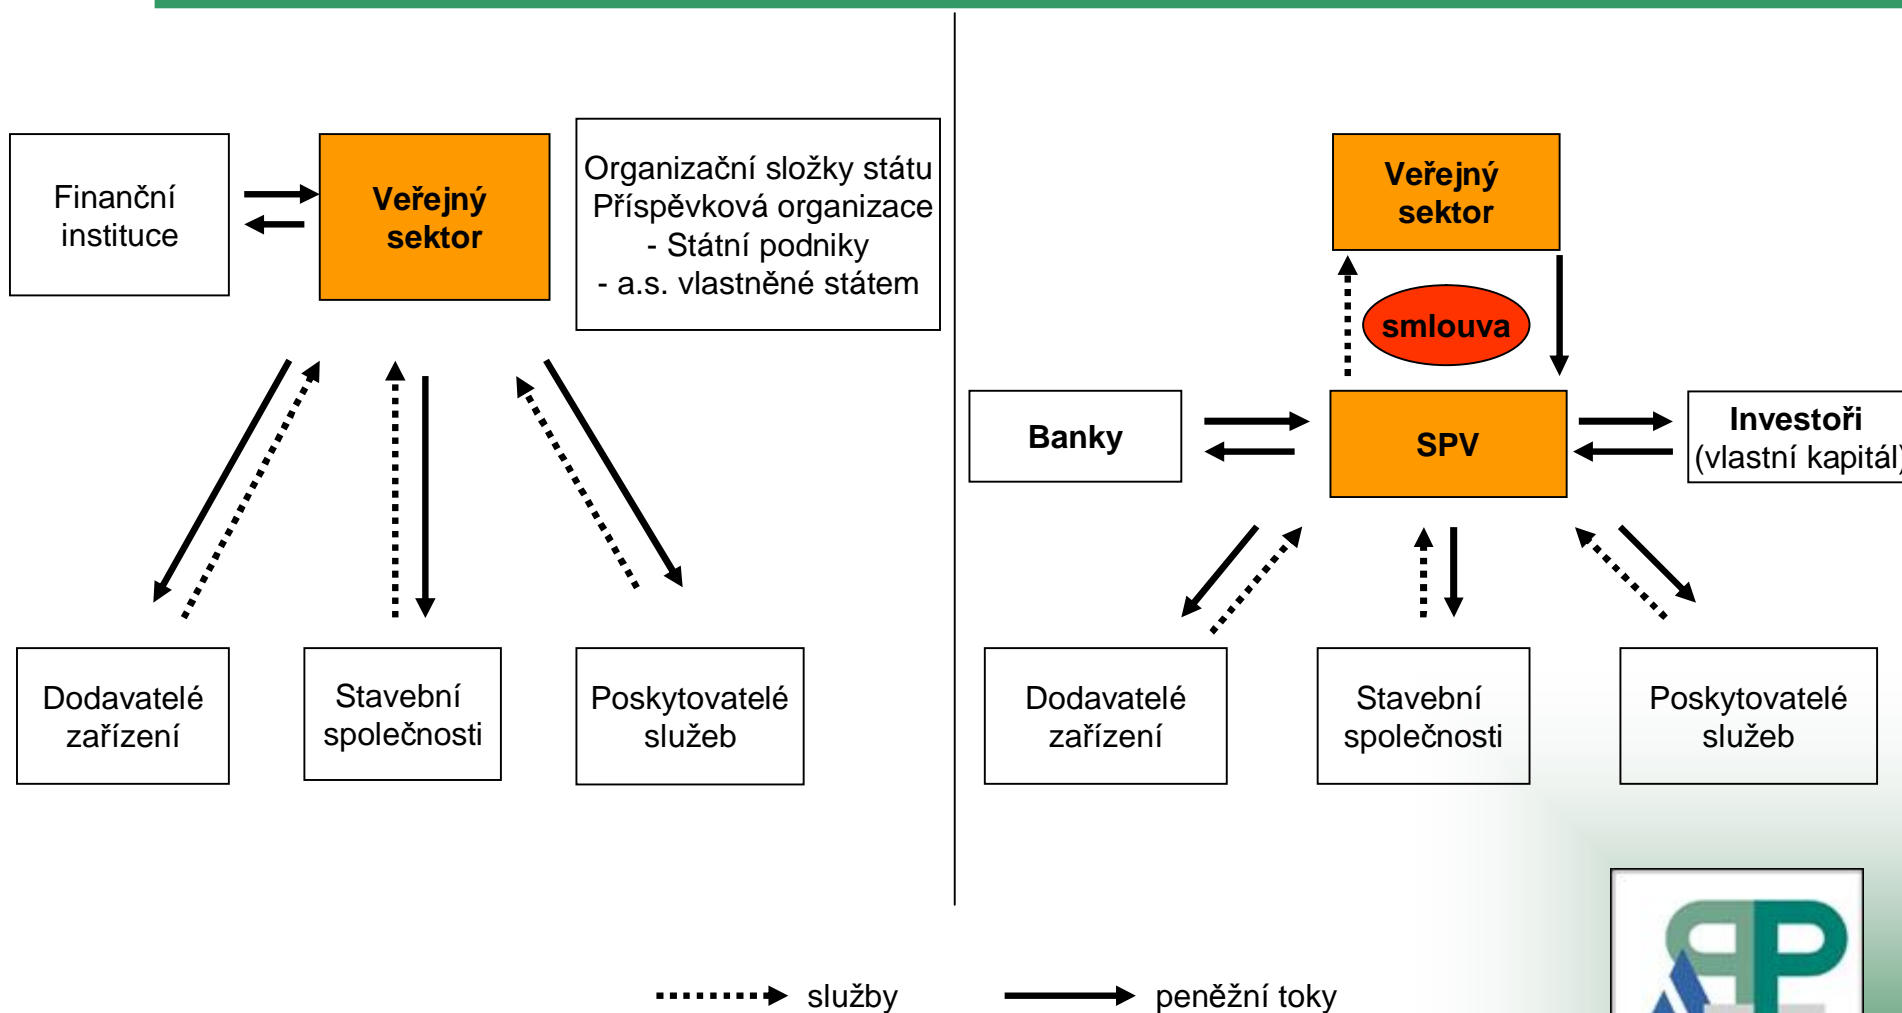 Finanční
instituce
Veřejný
sektor
Organizační složky státu
Příspěvková organizace
- Státní podniky
- a.s. vlastněné státem
Dodavatelé
zařízení
Stavební
společnosti
Poskytovatelé
služeb
Veřejný
sektor
smlouva
Banky
SPV
Investoři
(vlastní kapitál)
Dodavatelé
zařízení
Stavební
společnosti
Poskytovatelé
služeb
služby
peněžní toky